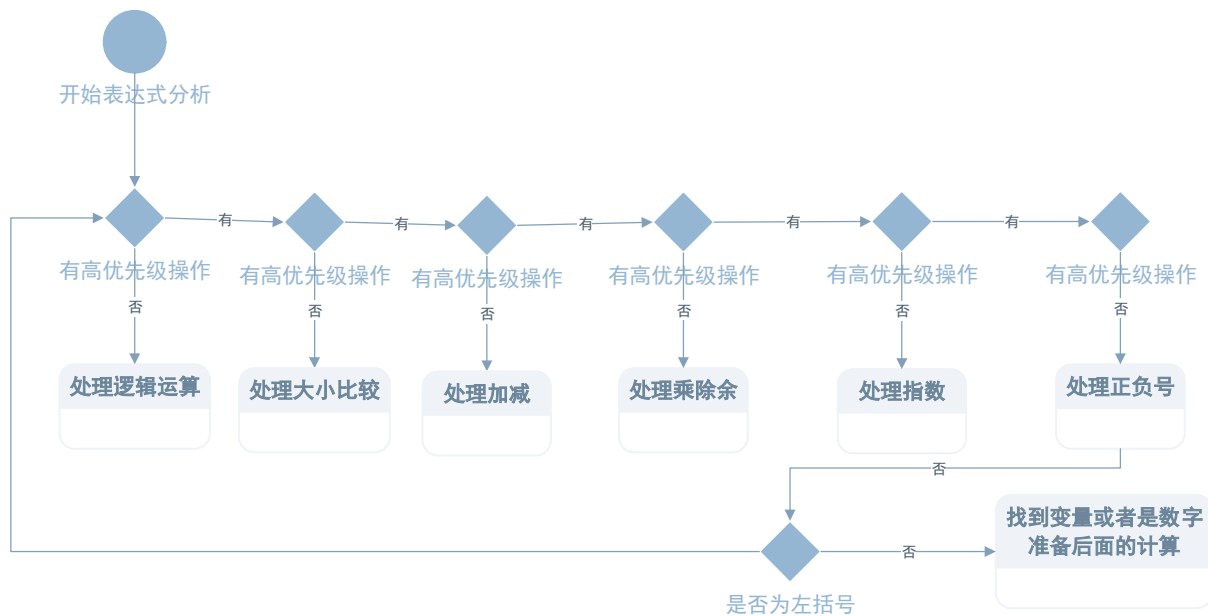 开始表达式分析
有
有
有
有
有
有高优先级操作
有高优先级操作
有高优先级操作
有高优先级操作
有高优先级操作
有高优先级操作
否
否
否
否
否
否
处理逻辑运算
处理大小比较
处理加减
处理乘除余
处理指数
处理正负号
否
找到变量或者是数字
准备后面的计算
否
是否为左括号